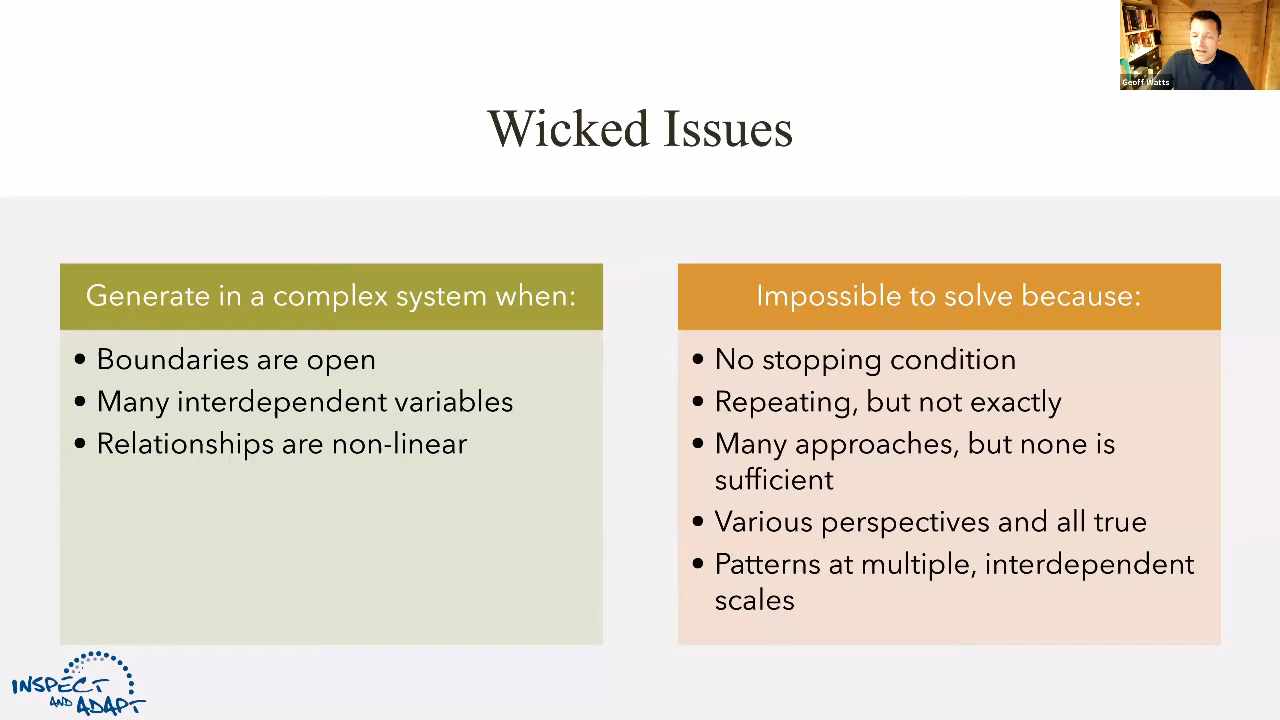 Geoff Watts
Wicked Issues
Generate in a complex system when:
• Boundaries are open
• Many interdependent variables
• Relationships are non-linear
Impossible to solve because:
• No stopping condition
• Repeating, but not exactly
• Many approaches, but none is
sufficient
• Various perspectives and all true
• Patterns at multiple, interdependent
scales
INSPECT
AND ADAPT